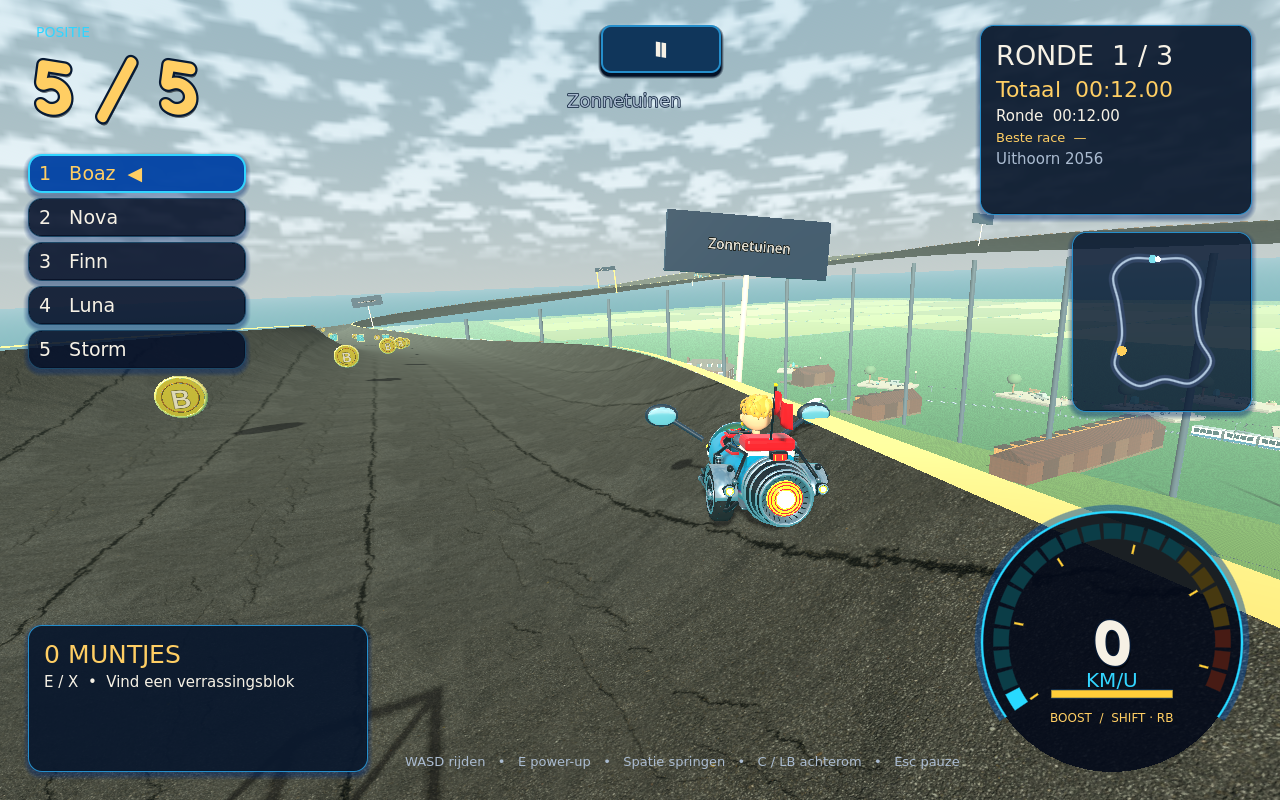 POSITIE
5 / 5
1 Boaz ◀
2 Nova
3 Finn
4 Luna
5 Storm
Zonnetuinen
RONDE 1 / 3
Totaal 00:12.00
Ronde 00:12.00
Beste race —
Uithoorn 2056
Zonnetuinen
B
B
B
0 MUNTJES
E / X • Vind een verrassingsblok
0
KM/U
BOOST / SHIFT · RB
WASD rijden • E power-up • Spatie springen • C / LB achterom • Esc pauze